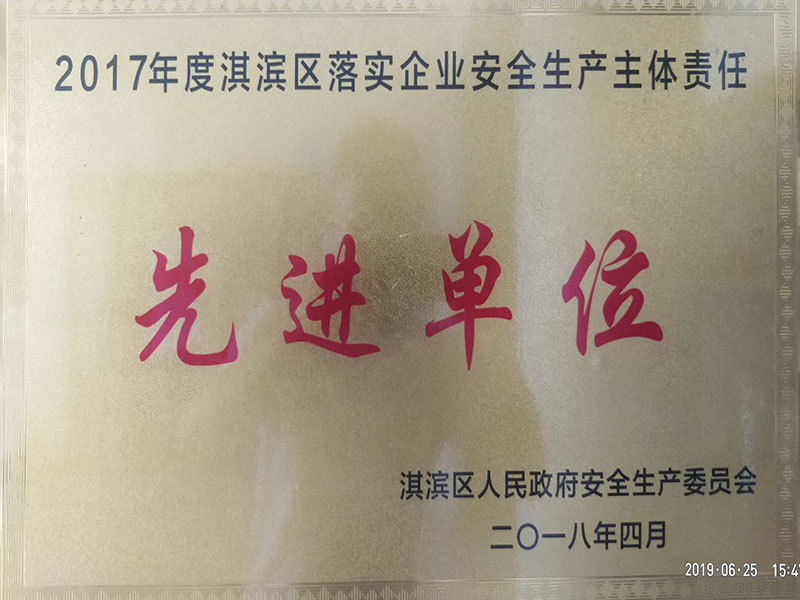 2017年度淇滨区落实企业安全生产主体责任
先进单位
淇滨区人民政府安全生产委员会
二〇一八年四月
2019·06·25 15:47